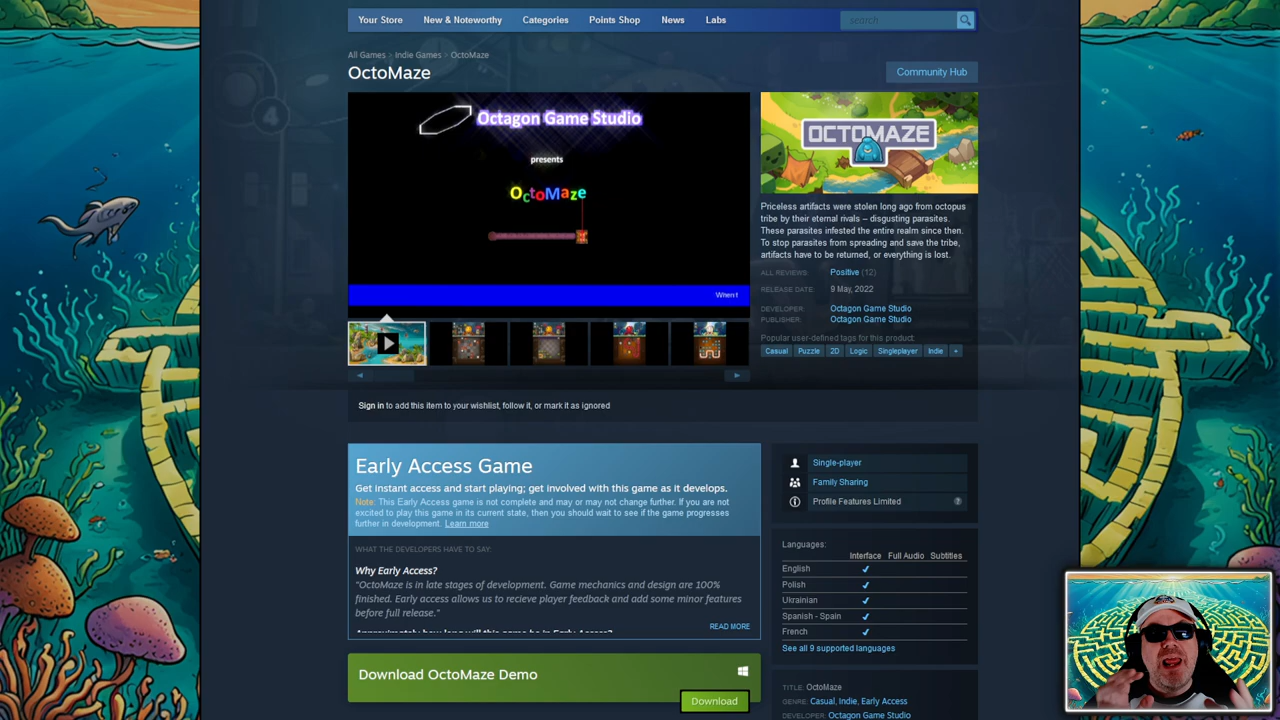 Your Store
New & Noteworthy
Categories
Points Shop
News
Labs
search
All Games > Indie Games > OctoMaze
OctoMaze
Community Hub
Octagon Game Studio
presents
OctoMaze
When t
OCTOMAZE
Priceless artifacts were stolen long ago from octopus
tribe by their eternal rivals – disgusting parasites.
These parasites infested the entire realm since then.
To stop parasites from spreading and save the tribe,
artifacts have to be returned, or everything is lost.
ALL REVIEWS: Positive (12)
RELEASE DATE: 9 May, 2022
DEVELOPER: Octagon Game Studio
PUBLISHER: Octagon Game Studio
Popular user-defined tags for this product:
Casual Puzzle 2D Logic Singleplayer Indie +
Sign in to add this item to your wishlist, follow it, or mark it as ignored
Early Access Game
Get instant access and start playing; get involved with this game as it develops.
Note: This Early Access game is not complete and may or may not change further. If you are
not excited to play this game in its current state, then you should wait to see if the game progresses
further in development. Learn more
WHAT THE DEVELOPERS HAVE TO SAY:
Why Early Access?
"OctoMaze is in late stages of development. Game mechanics and design are 100%
finished. Early access allows us to recieve player feedback and add some minor features
before full release."
Approximately how long will this game be in Early Access?
READ MORE
Download OctoMaze Demo
Download
Single-player
Family Sharing
Profile Features Limited ?
Languages:
Interface Full Audio Subtitles
English ✔
Polish ✔
Ukrainian ✔
Spanish - Spain ✔
French ✔
See all 9 supported languages
TITLE: OctoMaze
GENRE: Casual, Indie, Early Access
DEVELOPER: Octagon Game Studio